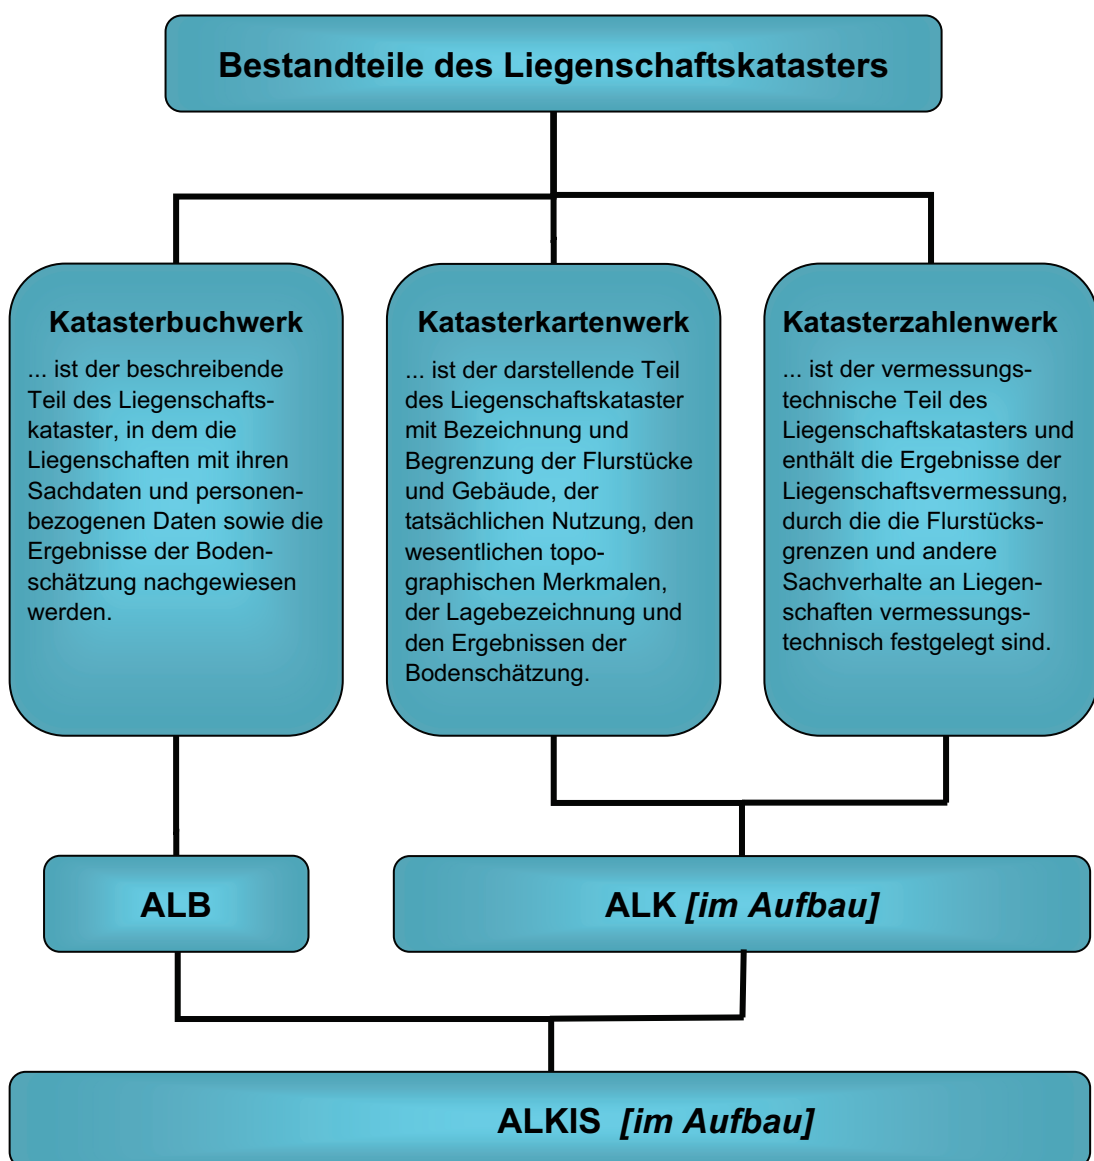 Bestandteile des Liegenschaftskatasters
Katasterbuchwerk
... ist der beschreibende
Teil des Liegenschafts-
kataster, in dem die
Liegenschaften mit ihren
Sachdaten und personen-
bezogenen Daten sowie die
Ergebnisse der Boden-
schätzung nachgewiesen
werden.
Katasterkartenwerk
... ist der darstellende Teil
des Liegenschaftskataster
mit Bezeichnung und
Begrenzung der Flurstücke
und Gebäude, der
tatsächlichen Nutzung, den
wesentlichen topo-
graphischen Merkmalen,
der Lagebezeichnung und
den Ergebnissen der
Bodenschätzung.
Katasterzahlenwerk
... ist der vermessungs-
technische Teil des
Liegenschaftskatasters und
enthält die Ergebnisse der
Liegenschaftsvermessung,
durch die die Flurstücks-
grenzen und andere
Sachverhalte an Liegen-
schaften vermessungs-
technisch festgelegt sind.
ALB
ALK [im Aufbau]
ALKIS [im Aufbau]